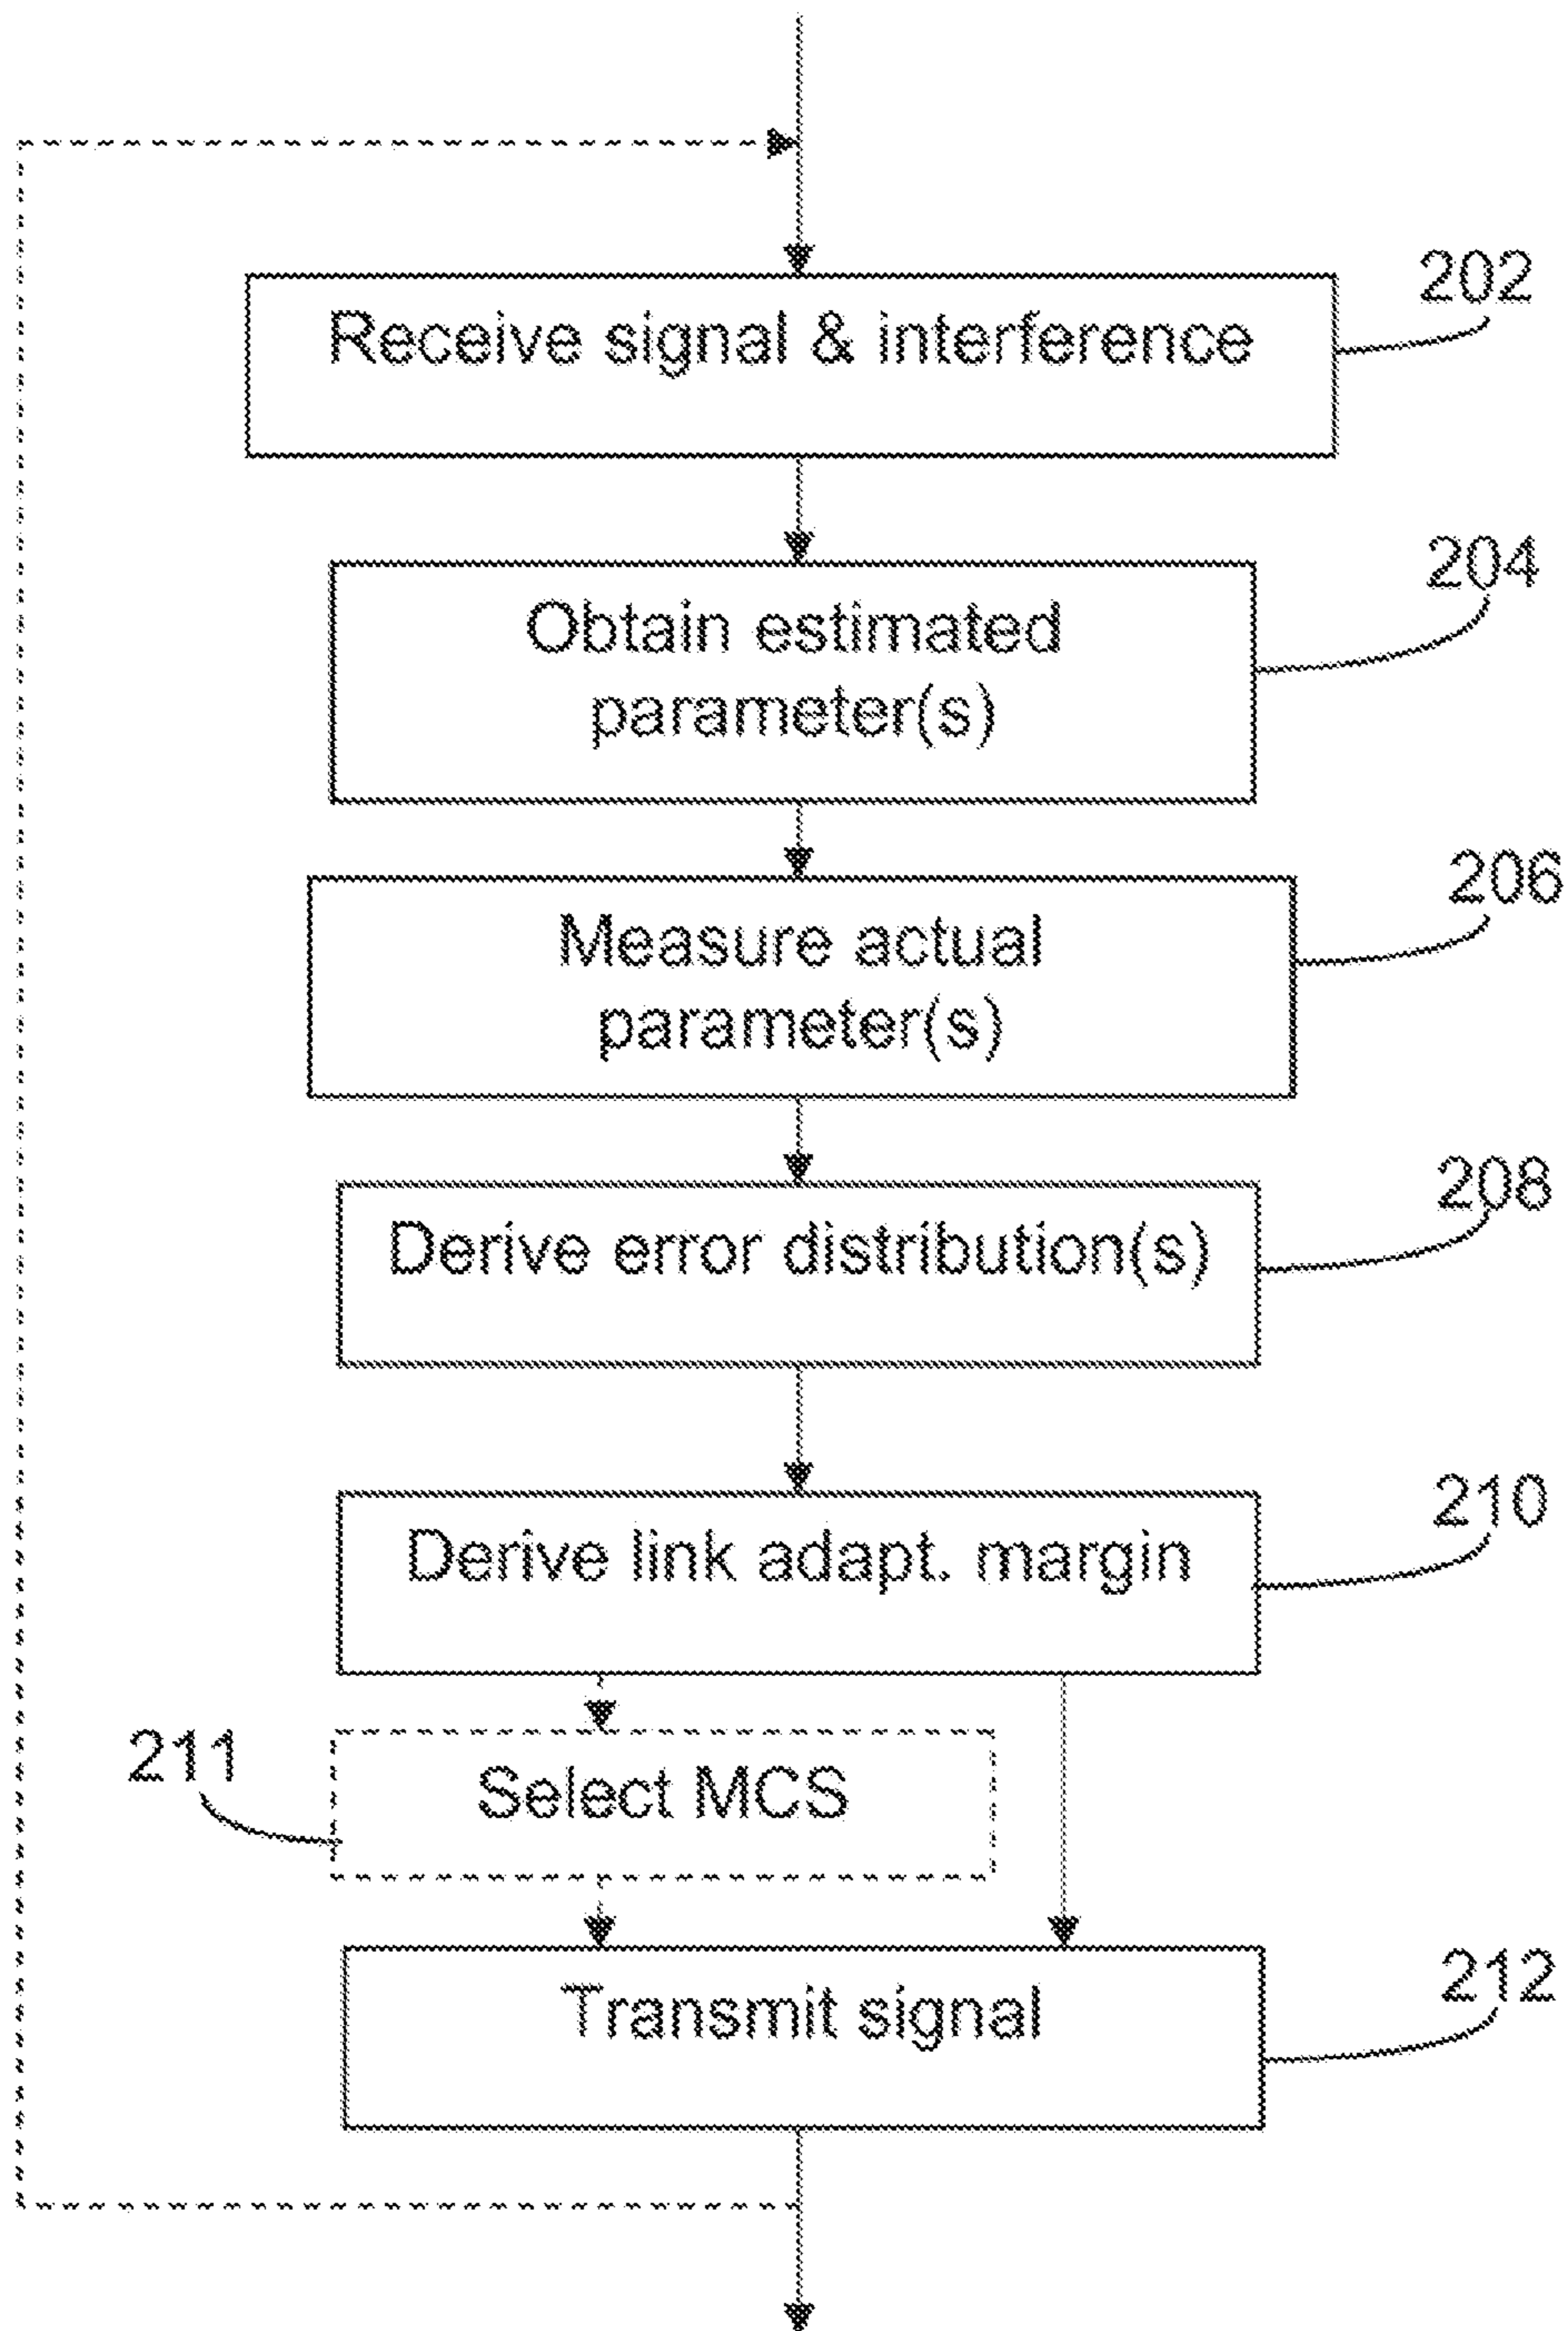 202
Receive signal & interference
204
Obtain estimated
parameter(s)
206
Measure actual
parameter(s)
208
Derive error distribution(s)
210
Derive link adapt. margin
211
Select MCS
212
Transmit signal